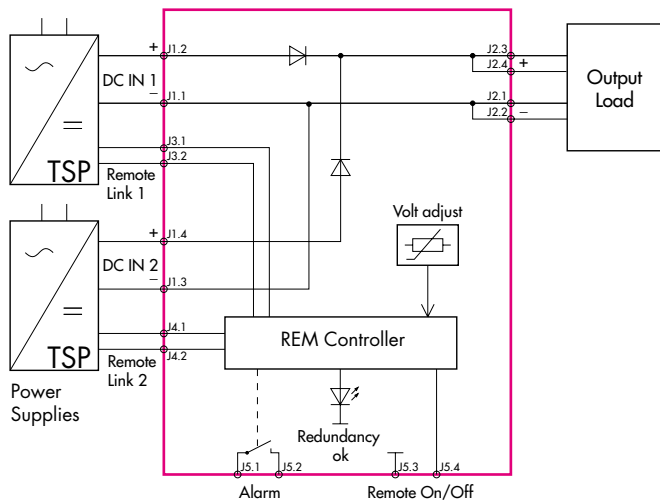 +
J1.2
J2.3
J2.4
+
DC IN 1
Output
Load
−
J1.1
J2.1
J2.2
−
J3.1
J3.2
TSP
Remote
Link 1
Volt adjust
+
J1.4
DC IN 2
−
J1.3
J4.1
REM Controller
TSP
Remote
Link 2
J4.2
Power
Supplies
Redundancy
ok
J5.1
J5.2
J5.3
J5.4
Alarm
Remote On/Off